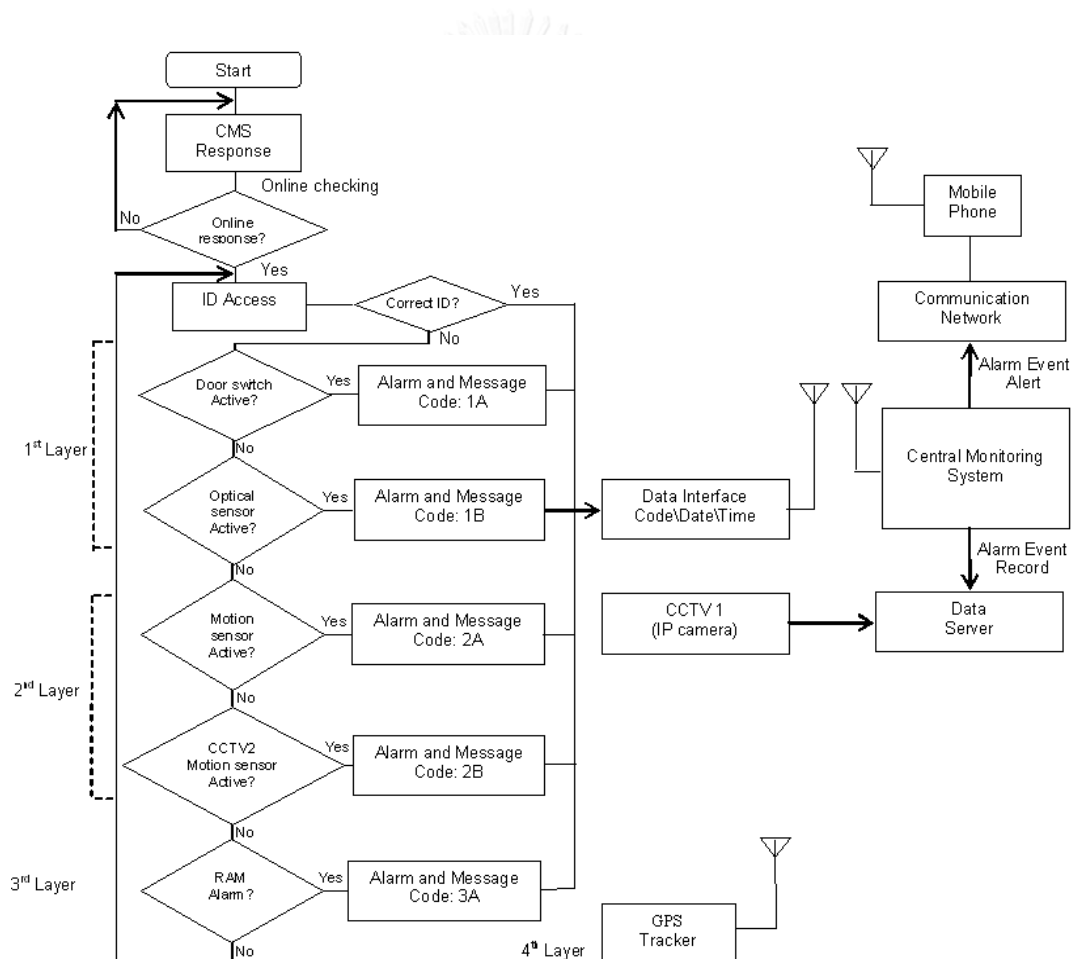 Start
CMS
Response
Online checking
No
Online
response?
Yes
ID Access
Correct ID?
Yes
No
1st Layer
Door switch
Active?
Yes
Alarm and Message
Code: 1A
No
Optical
sensor
Active?
Yes
Alarm and Message
Code: 1B
No
2nd Layer
Motion
sensor
Active?
Yes
Alarm and Message
Code: 2A
No
CCTV2
Motion sensor
Active?
Yes
Alarm and Message
Code: 2B
No
3rd Layer
RAM
Alarm?
Yes
Alarm and Message
Code: 3A
No
Data Interface
Code\Date\Time
CCTV 1
(IP camera)
4th Layer
GPS
Tracker
Mobile
Phone
Communication
Network
Alarm Event
Alert
Central Monitoring
System
Alarm Event
Record
Data
Server